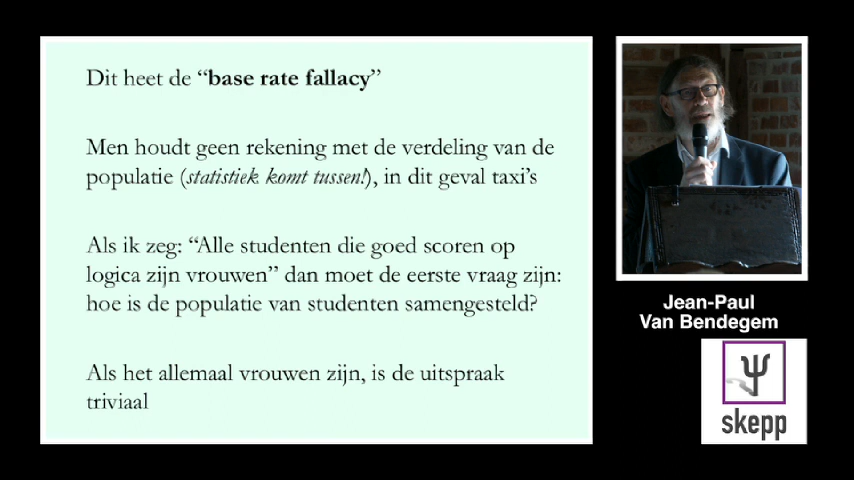 Dit heet de “base rate fallacy”
Men houdt geen rekening met de verdeling van de
populatie (statistiek komt tussen!), in dit geval taxi’s
Als ik zeg: “Alle studenten die goed scoren op
logica zijn vrouwen” dan moet de eerste vraag zijn:
hoe is de populatie van studenten samengesteld?
Als het allemaal vrouwen zijn, is de uitspraak
triviaal
Jean-Paul
Van Bendegem
skepp